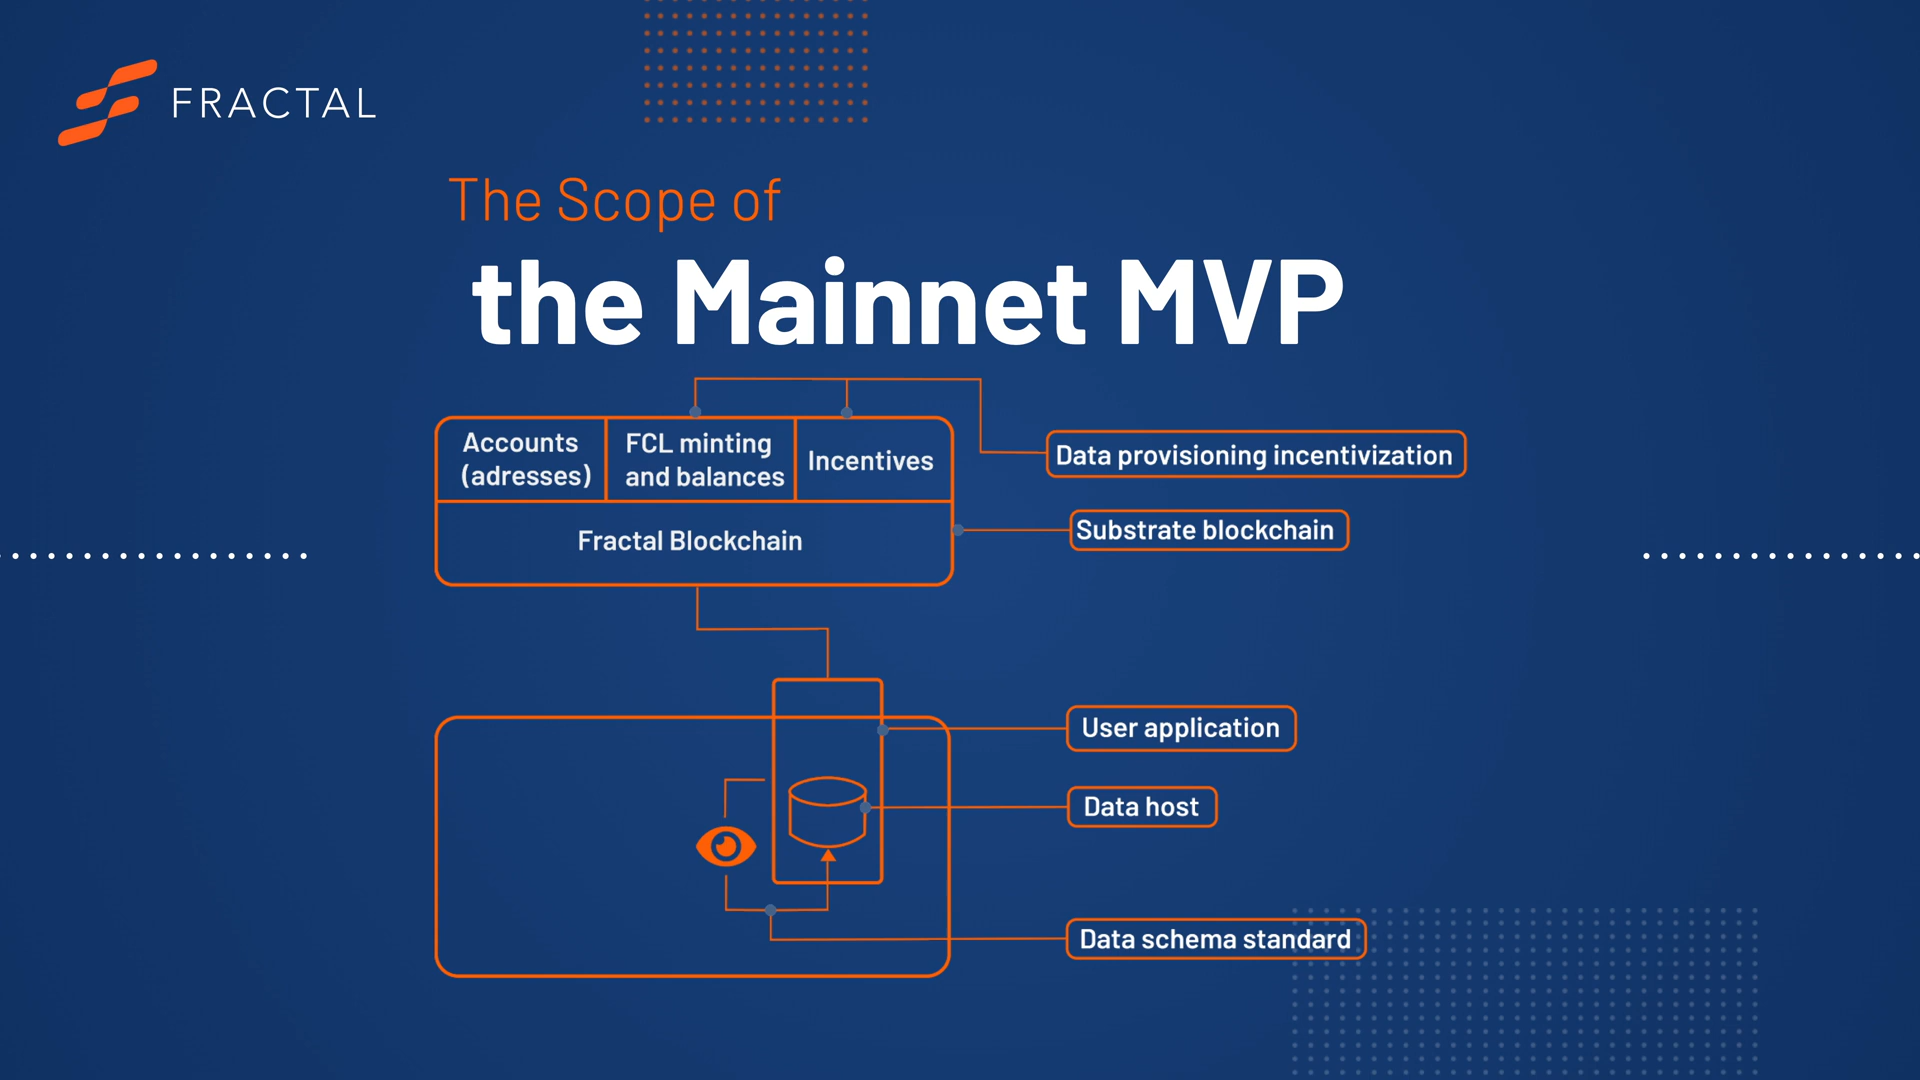 FRACTAL
The Scope of
the Mainnet MVP
Accounts
(adresses)
FCL minting
and balances
Incentives
Data provisioning incentivization
Substrate blockchain
Fractal Blockchain
User application
Data host
Data schema standard